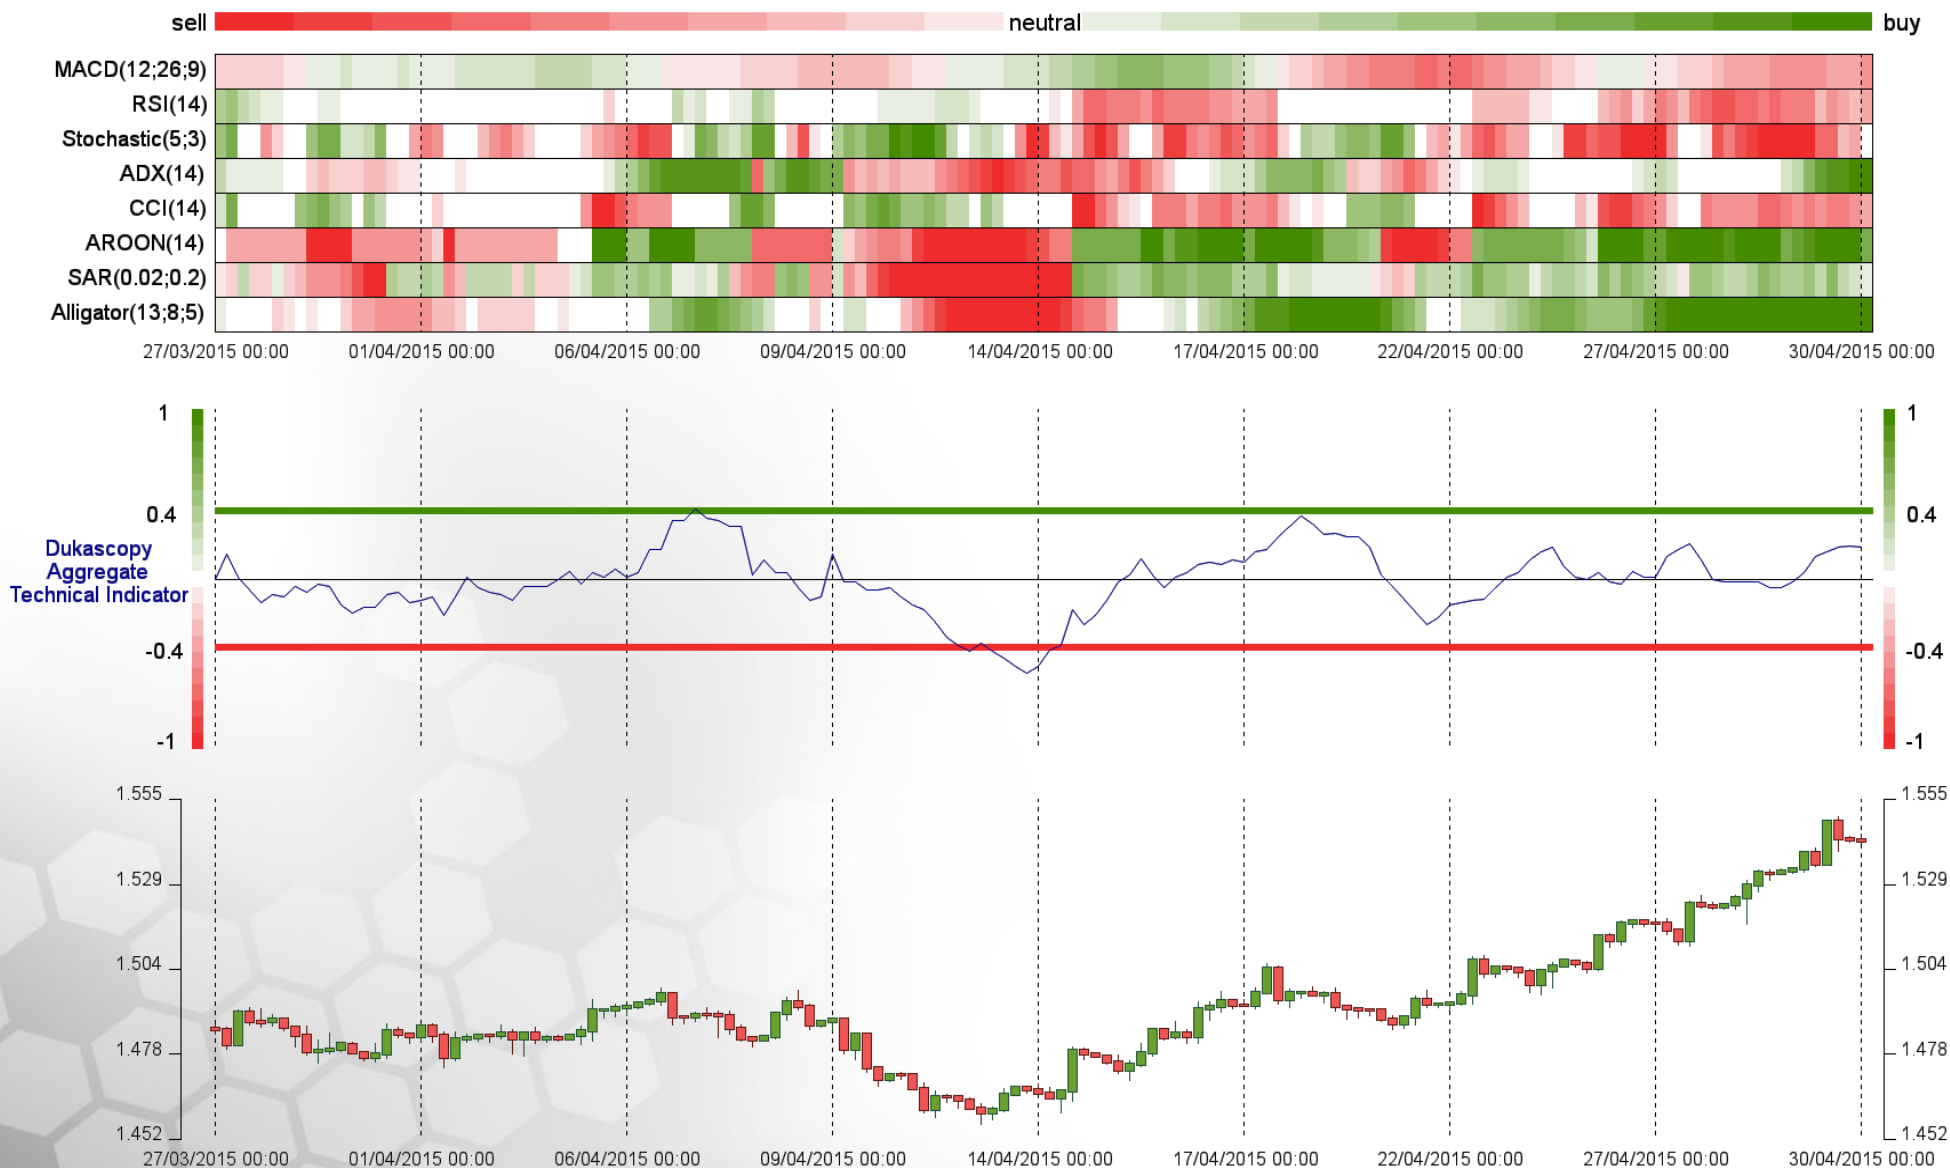 sell neutral buy
MACD(12;26;9)
RSI(14)
Stochastic(5;3)
ADX(14)
CCI(14)
AROON(14)
SAR(0.02;0.2)
Alligator(13;8;5)
27/03/2015 00:00 01/04/2015 00:00 06/04/2015 00:00 09/04/2015 00:00 14/04/2015 00:00 17/04/2015 00:00 22/04/2015 00:00 27/04/2015 00:00 30/04/2015 00:00
1 1
0.4 0.4
Dukascopy
Aggregate
Technical Indicator
-0.4 -0.4
-1 -1
1.555 1.555
1.529 1.529
1.504 1.504
1.478 1.478
1.452 1.452
27/03/2015 00:00 01/04/2015 00:00 06/04/2015 00:00 09/04/2015 00:00 14/04/2015 00:00 17/04/2015 00:00 22/04/2015 00:00 27/04/2015 00:00 30/04/2015 00:00